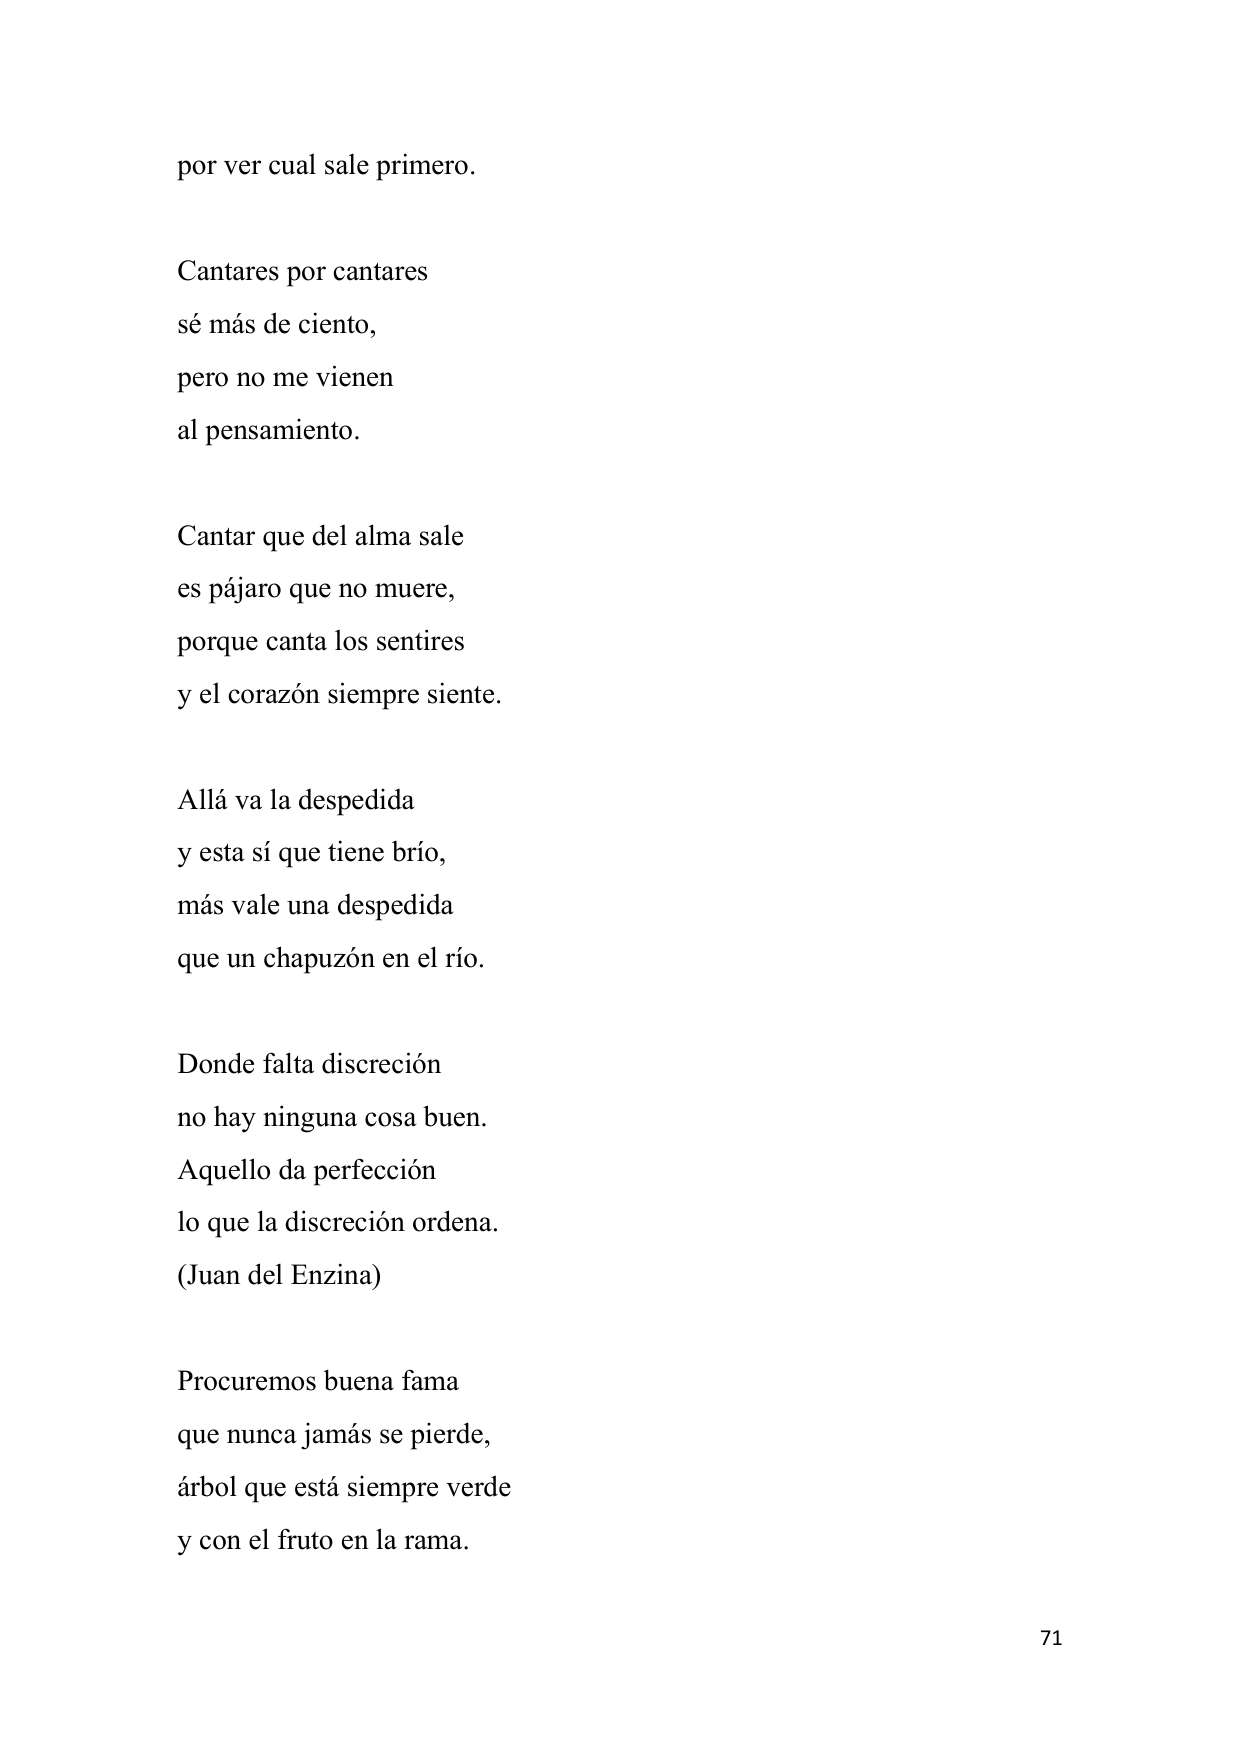 por ver cual sale primero.
Cantares por cantares
sé más de ciento,
pero no me vienen
al pensamiento.
Cantar que del alma sale
es pájaro que no muere,
porque canta los sentires
y el corazón siempre siente.
Allá va la despedida
y esta sí que tiene brío,
más vale una despedida
que un chapuzón en el río.
Donde falta discreción
no hay ninguna cosa buen.
Aquello da perfección
lo que la discreción ordena.
(Juan del Enzina)
Procuremos buena fama
que nunca jamás se pierde,
árbol que está siempre verde
y con el fruto en la rama.
71